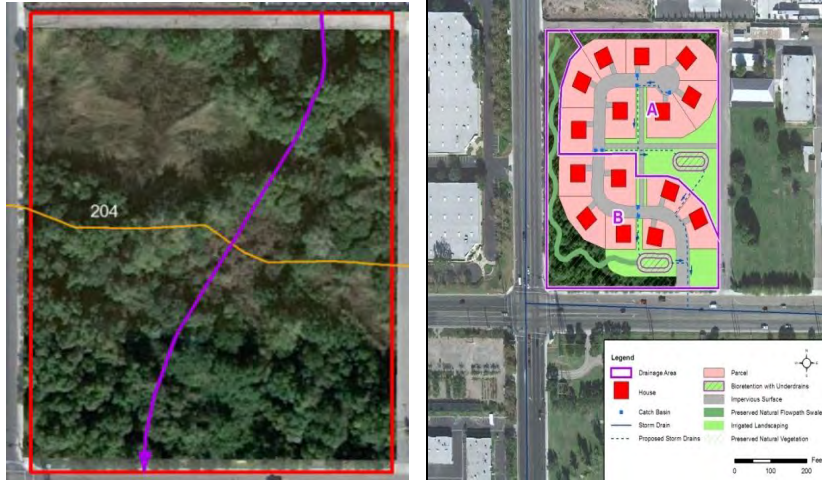 204
A
B
Legend
Drainage Area
House
Catch Basin
Storm Drain
Proposed Storm Drains
Parcel
Bioretention with Underdrains
Impervious Surface
Preserved Natural Flowpath Swale
Irrigated Landscaping
Preserved Natural Vegetation
Feet
0 100 200